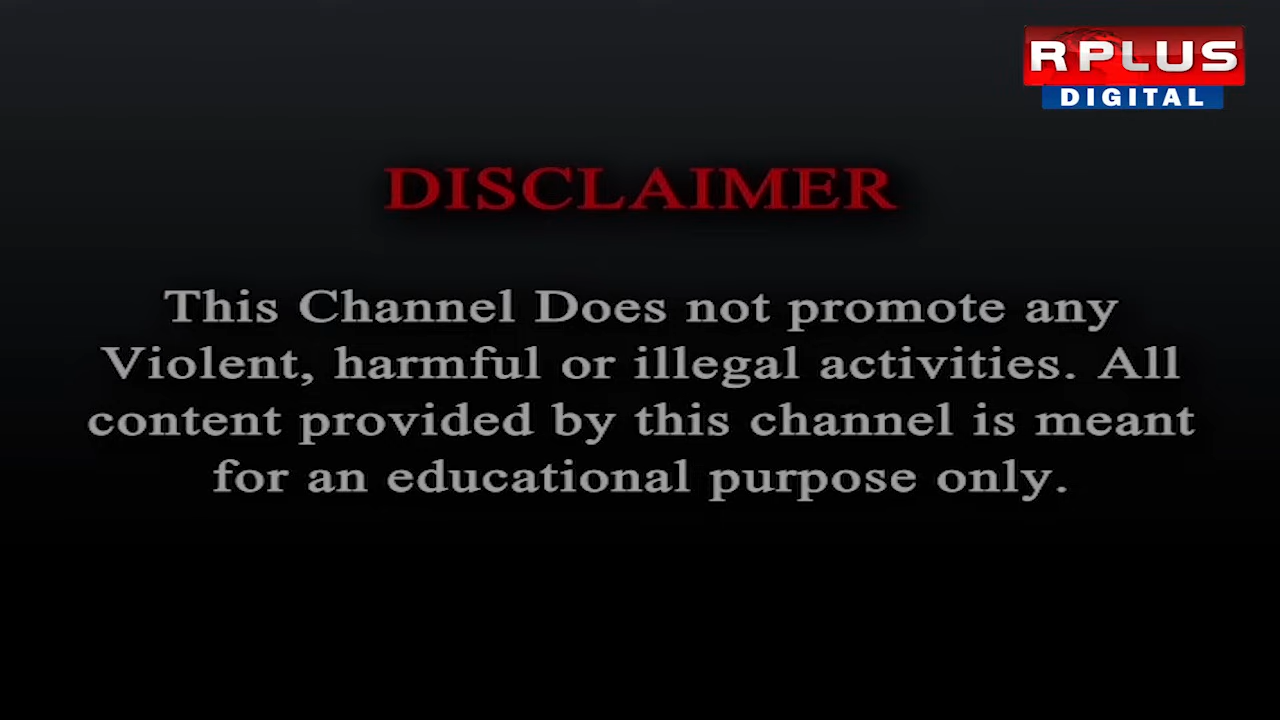 RPLUS
DIGITAL
DISCLAIMER
This Channel Does not promote any
Violent, harmful or illegal activities. All
content provided by this channel is meant
for an educational purpose only.